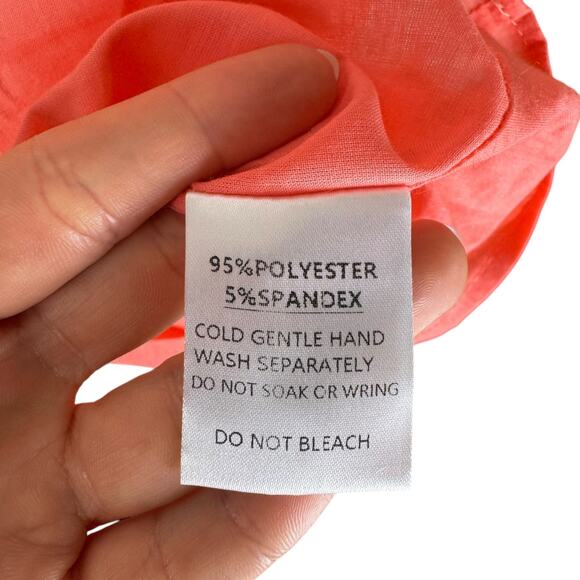 95%POLYESTER
5%SPANDEX
COLD GENTLE HAND
WASH SEPARATELY
DO NOT SOAK OR WRING
DO NOT BLEACH